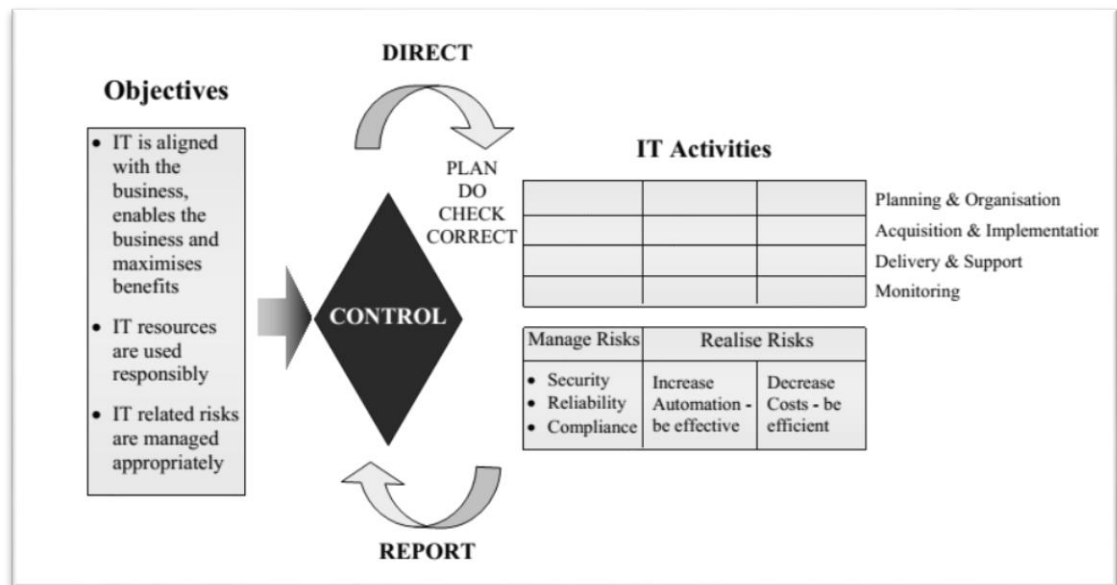 DIRECT
Objectives
• IT is aligned
with the
business,
enables the
business and
maximises
benefits
• IT resources
are used
responsibly
• IT related risks
are managed
appropriately
CONTROL
PLAN
DO
CHECK
CORRECT
IT Activities
Planning & Organisation
Acquisition & Implementation
Delivery & Support
Monitoring
Manage Risks
Realise Risks
• Security
• Reliability
• Compliance
Increase
Automation -
be effective
Decrease
Costs - be
efficient
REPORT